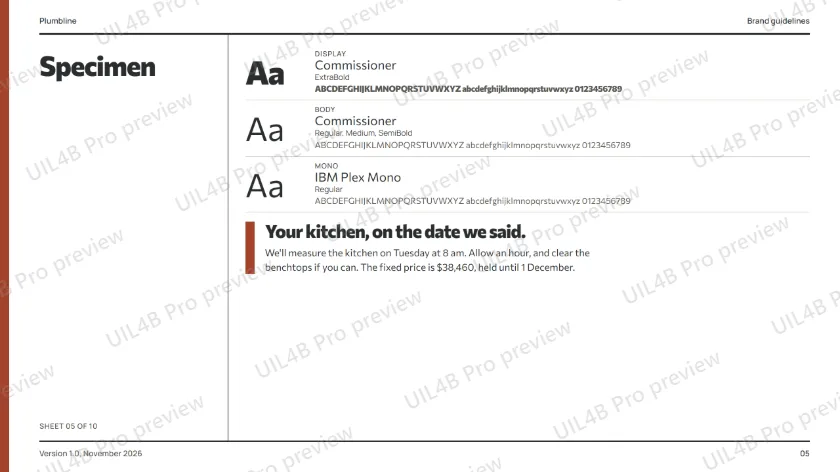 Plumbline
Brand guidelines
Specimen
Aa
DISPLAY
Commissioner
ExtraBold
ABCDEFGHIJKLMNOPQRSTUVWXYZ abcdefghijklmnopqrstuvwxyz 0123456789
Aa
BODY
Commissioner
Regular, Medium, SemiBold
ABCDEFGHIJKLMNOPQRSTUVWXYZ abcdefghijklmnopqrstuvwxyz 0123456789
Aa
MONO
IBM Plex Mono
Regular
ABCDEFGHIJKLMNOPQRSTUVWXYZ abcdefghijklmnopqrstuvwxyz 0123456789
Your kitchen, on the date we said.
We'll measure the kitchen on Tuesday at 8 am. Allow an hour, and clear the
benchtops if you can. The fixed price is $38,460, held until 1 December.
SHEET 05 OF 10
Version 1.0, November 2026
05
UIL4B Pro preview